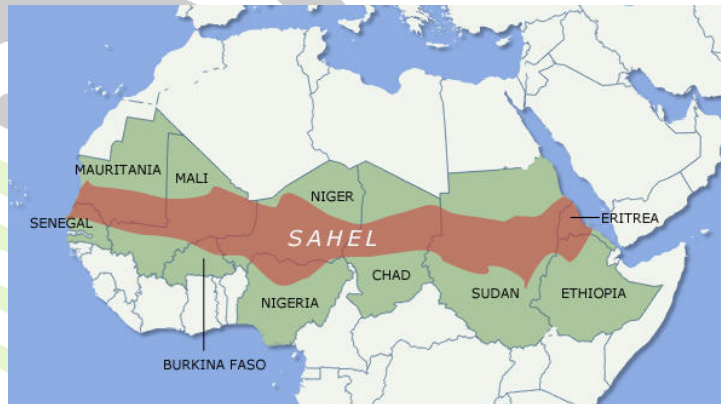 MAURITANIA
MALI
NIGER
SENEGAL
ERITREA
SAHEL
CHAD
SUDAN
ETHIOPIA
NIGERIA
BURKINA FASO